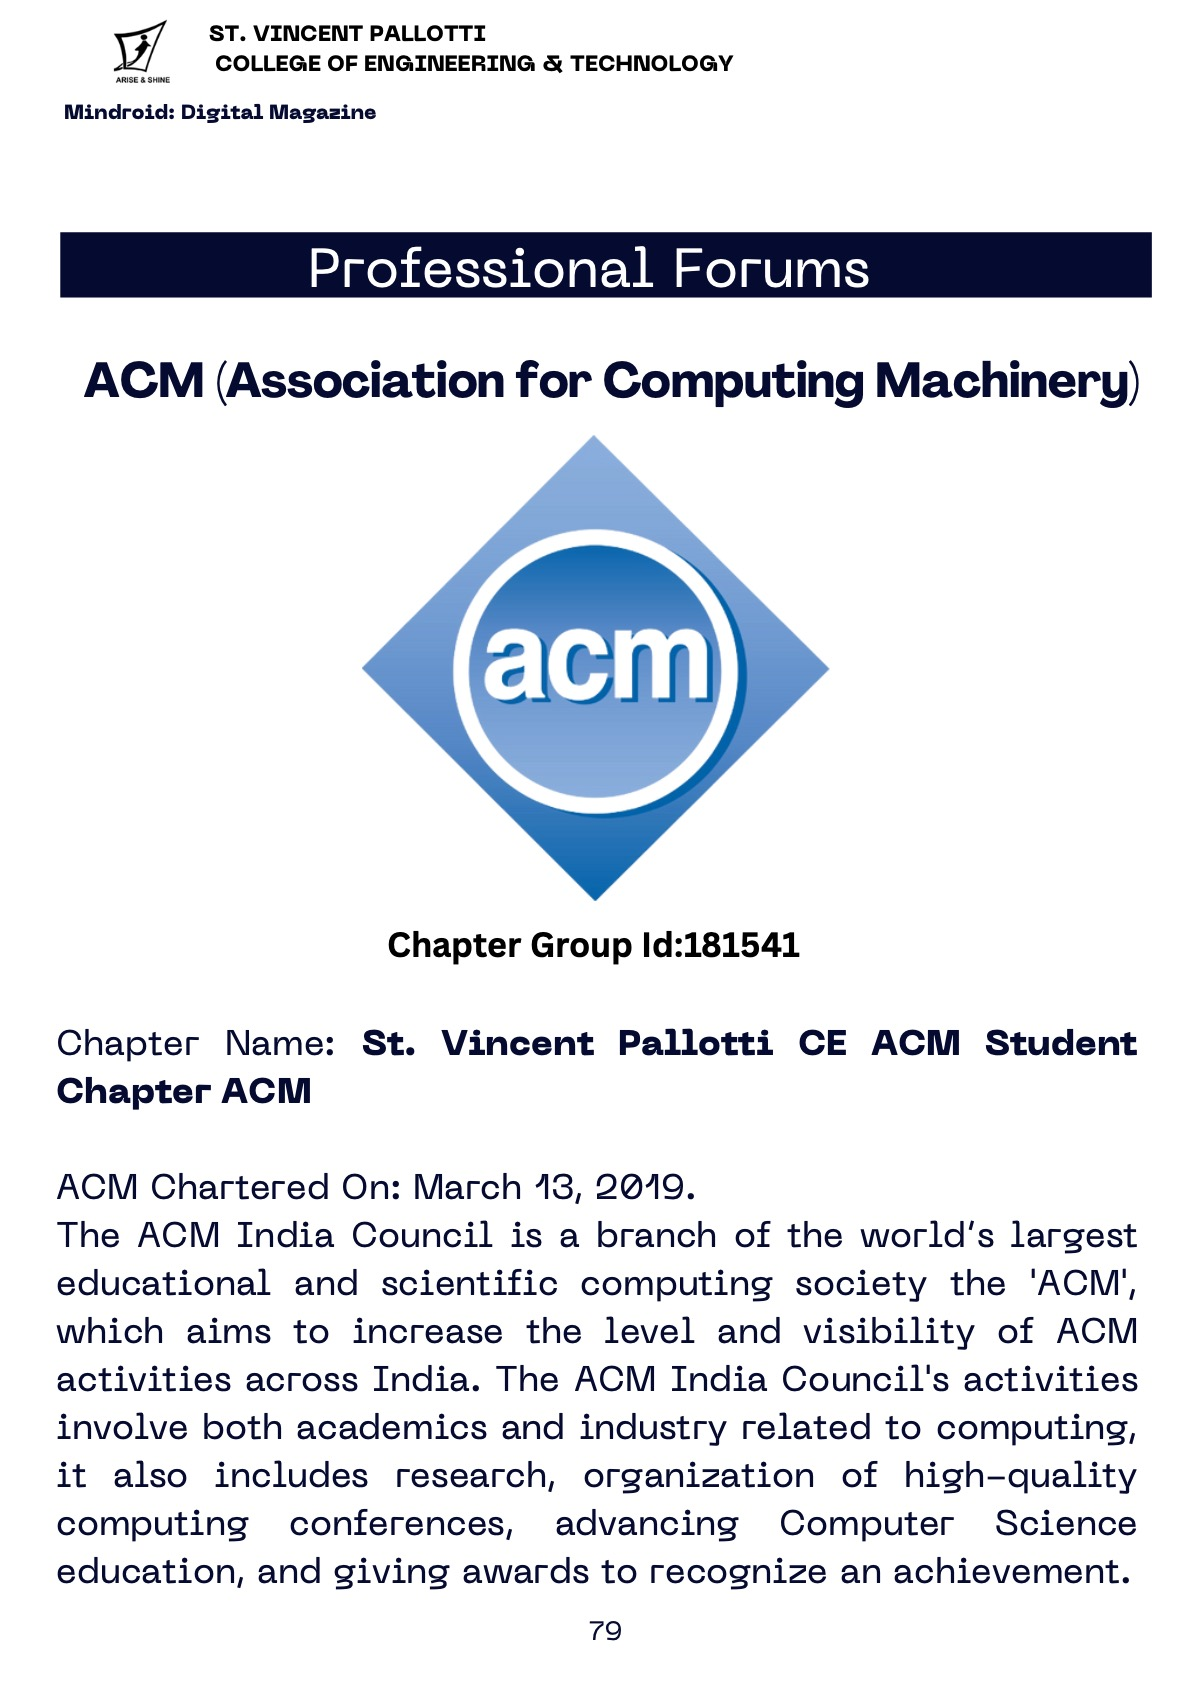 ST. VINCENT PALLOTTI
COLLEGE OF ENGINEERING & TECHNOLOGY
ARISE & SHINE
Mindroid: Digital Magazine
Professional Forums
ACM (Association for Computing Machinery)
acm
Chapter Group Id:181541
Chapter Name: St. Vincent Pallotti CE ACM Student
Chapter ACM
ACM Chartered On: March 13, 2019.
The ACM India Council is a branch of the world’s largest
educational and scientific computing society the 'ACM',
which aims to increase the level and visibility of ACM
activities across India. The ACM India Council's activities
involve both academics and industry related to computing,
it also includes research, organization of high-quality
computing conferences, advancing Computer Science
education, and giving awards to recognize an achievement.
79